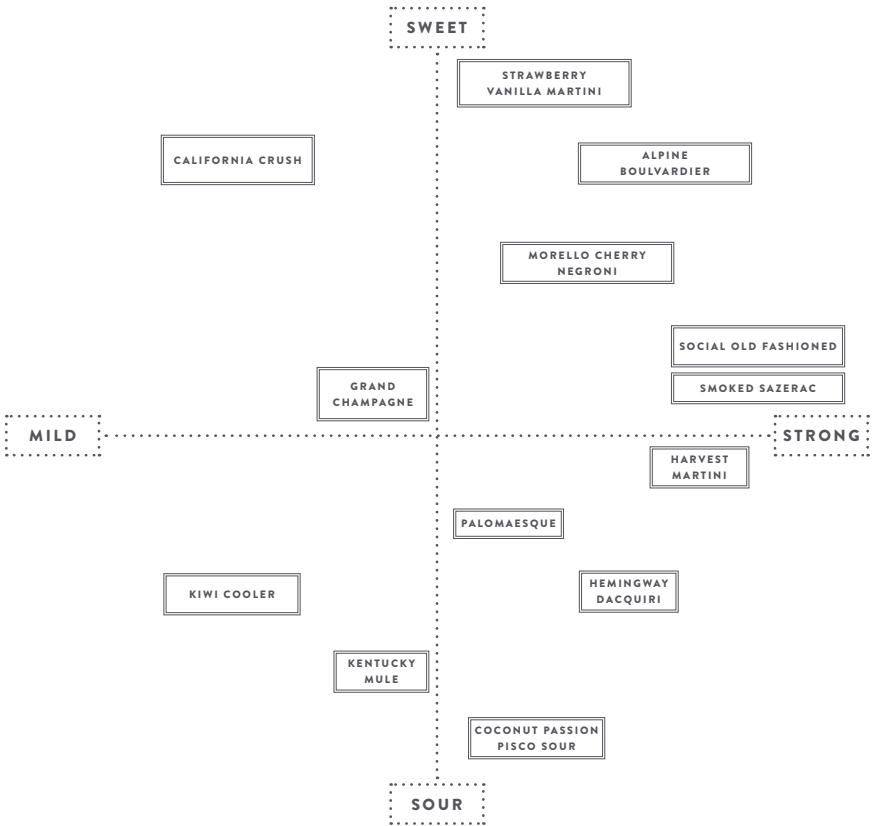 SWEET
STRAWBERRY
VANILLA MARTINI
CALIFORNIA CRUSH
ALPINE
BOULVARDIER
MORELLO CHERRY
NEGRONI
SOCIAL OLD FASHIONED
SMOKED SAZERAC
GRAND
CHAMPAGNE
MILD
STRONG
HARVEST
MARTINI
PALOMAESQUE
KIWI COOLER
HEMINGWAY
DACQUIRI
KENTUCKY
MULE
COCONUT PASSION
PISCO SOUR
SOUR